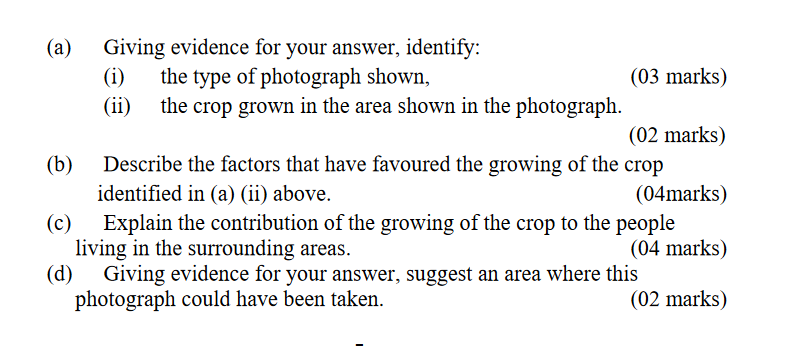 (a) Giving evidence for your answer, identify:
(i) the type of photograph shown, (03 marks)
(ii) the crop grown in the area shown in the photograph.
(02 marks)
(b) Describe the factors that have favoured the growing of the crop
identified in (a) (ii) above. (04marks)
(c) Explain the contribution of the growing of the crop to the people
living in the surrounding areas. (04 marks)
(d) Giving evidence for your answer, suggest an area where this
photograph could have been taken. (02 marks)